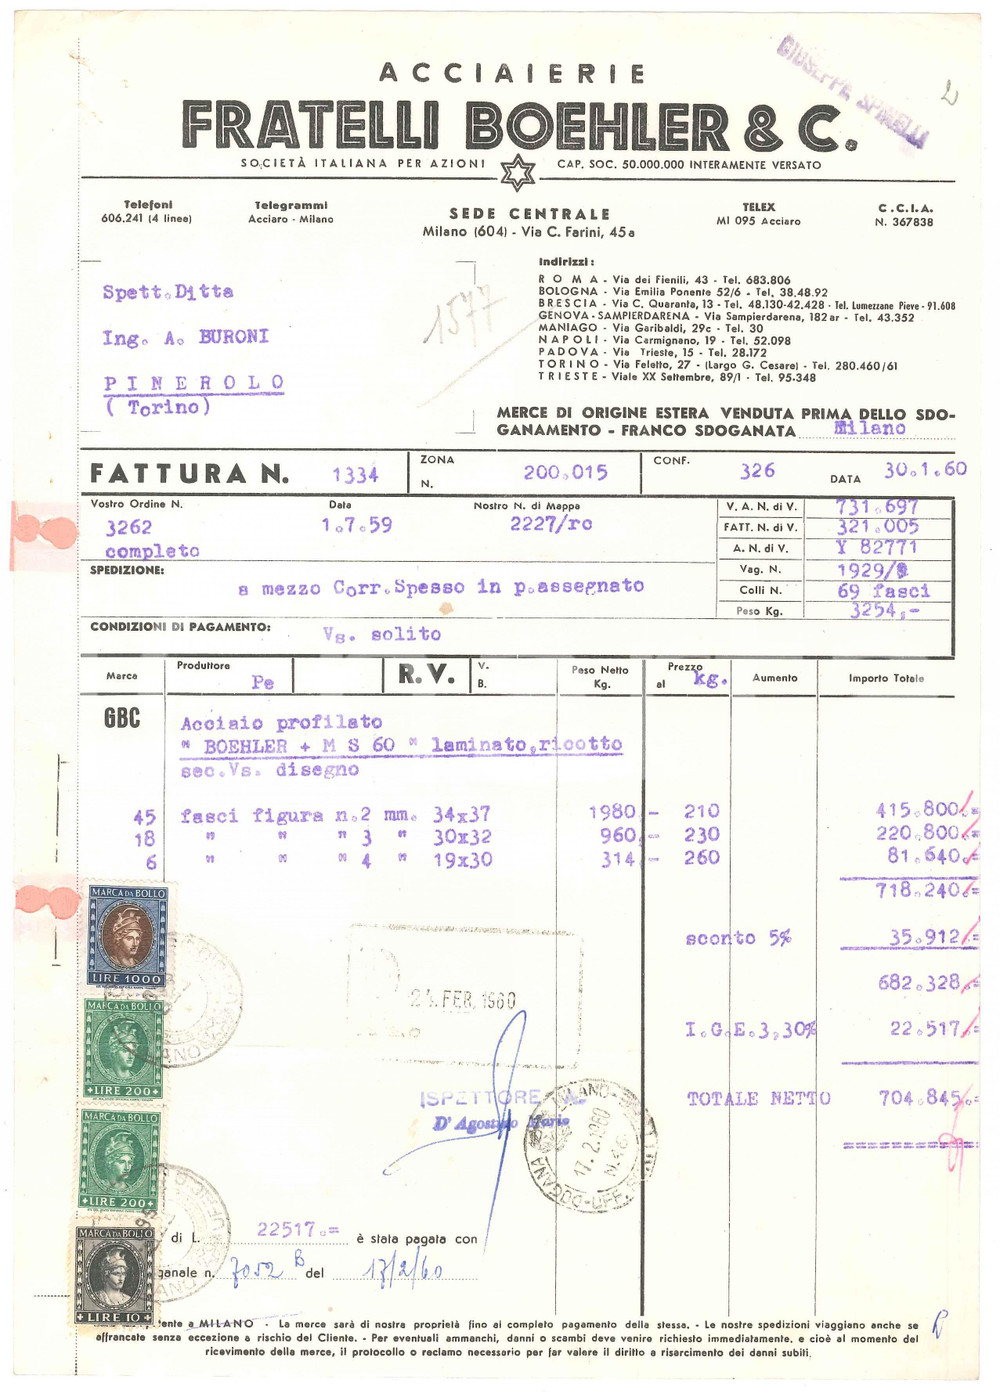 GIUSEPPE SPINELLI
ACCIAIERIE
FRATELLI BOEHLER & C.
SOCIETÀ ITALIANA PER AZIONI CAP. SOC. 50.000.000 INTERAMENTE VERSATO
Telefoni
606.241 (4 linee)
Telegrammi
Acciaro - Milano
SEDE CENTRALE
Milano (604) - Via C. Farini, 45a
TELEX
MI 095 Acciaro
C.C.I.A.
N. 367838
Spett.Ditta
Ing. A. BURONI
PINEROLO
( Torino)
1577
Indirizzi:
ROMA - Via dei Fienili, 43 - Tel. 683.806
BOLOGNA - Via Emilia Ponente 52/6 - Tel. 38.48.92
BRESCIA - Via C. Quaranta, 13 - Tel. 48.130-42.428 - Tel. Lumezzane Pieve - 91.608
GENOVA-SAMPIERDARENA - Via Sampierdarena, 182 ar - Tel. 43.352
MANIAGO - Via Garibaldi, 29c - Tel. 30
NAPOLI - Via Carmignano, 19 - Tel. 52.098
PADOVA - Via Trieste, 15 - Tel. 28.172
TORINO - Via Feletto, 27 - (Largo G. Cesare) - Tel. 280.460/61
TRIESTE - Viale XX Settembre, 89/I - Tel. 95-348
MERCE DI ORIGINE ESTERA VENDUTA PRIMA DELLO SDO-
GANAMENTO - FRANCO SDOGANATA Milano
FATTURA N. 1334
ZONA N. 200.015
CONF. 326
DATA 30.1.60
Vostro Ordine N. Data Nostro N. di Mappa
3262 1.7.59 2227/rc
completo
V. A. N. di V. 731.697
FATT. N. di V. 321.005
A. N. di V. Y 82771
Vag. N. 1929/
Colli N. 69 fasci
Peso Kg. 3254,-
SPEDIZIONE:
a mezzo Corr.Spesso in p.assegnato
CONDIZIONI DI PAGAMENTO: Vs. solito
Marca Produttore Pe R.V. V. B. Peso Netto Kg. Prezzo al kg. Aumento Importo Totale
GBC Acciaio profilato
" BOEHLER + M S 60 " laminato,ricotto
sec.Vs. disegno
45 fasci figura n.2 mm. 34x37 1980 - 210 415.800.=
18 " " " 3 " 30x32 960.- 230 220.800.=
6 " " " 4 " 19x30 314.- 260 81.640.=
718.240.=
sconto 5% 35.912.=
682.328.=
I.G.E.3,30% 22.517.=
TOTALE NETTO 704.845.=
MARCA DA BOLLO
LIRE 1000
MARCA DA BOLLO
LIRE 200
MARCA DA BOLLO
LIRE 200
MARCA DA BOLLO
LIRE 10
24 FEB. 1960
ISPETTORE
D'Agostino Mario
17.2.1960
di L. 22517.= è stata pagata con
ganale n. 7052 B del 17/2/60
ente a MILANO - La merce sarà di nostra proprietà fino al completo pagamento della stessa. - Le nostre spedizioni viaggiano anche se
affrancate senza eccezione a rischio del Cliente. - Per eventuali ammanchi, danni o scambi deve venire richiesto immediatamente, e cioè al momento del
ricevimento della merce, il protocollo o reclamo necessario per far valere il diritto a risarcimento dei danni subiti.